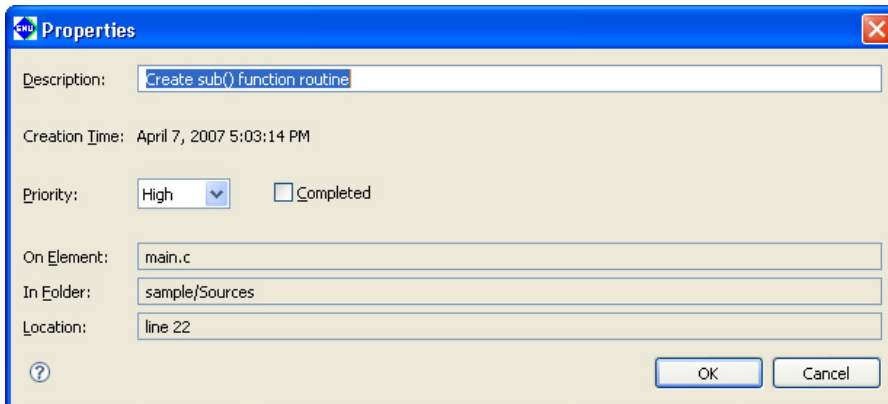 GNU Properties
Description: Create sub() function routine
Creation Time: April 7, 2007 5:03:14 PM
Priority: High Completed
On Element: main.c
In Folder: sample/Sources
Location: line 22
? OK Cancel